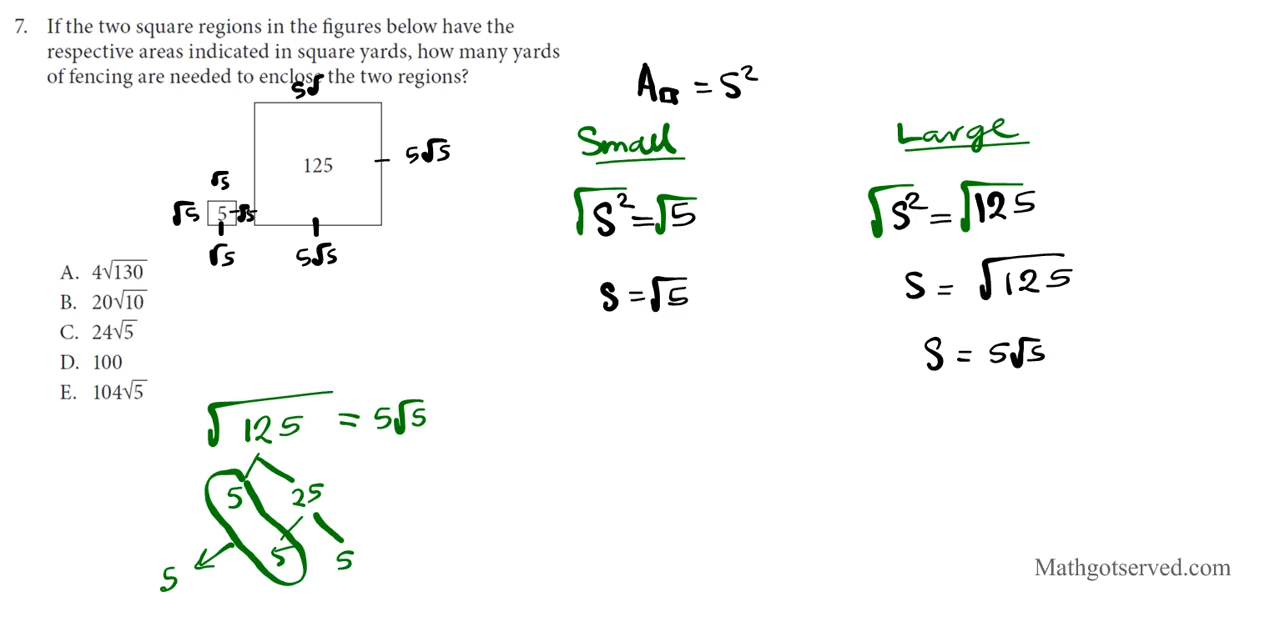 7. If the two square regions in the figures below have the
respective areas indicated in square yards, how many yards
of fencing are needed to enclose the two regions?
5√
125
5√5
√5
√5
5
√5
√5
5√5
A. 4√130
B. 20√10
C. 24√5
D. 100
E. 104√5
√125 = 5√5
5 25
5 5
5
A□ = S²
Small
√S² = √5
S = √5
Large
√S² = √125
S = √125
S = 5√5
Mathgotserved.com